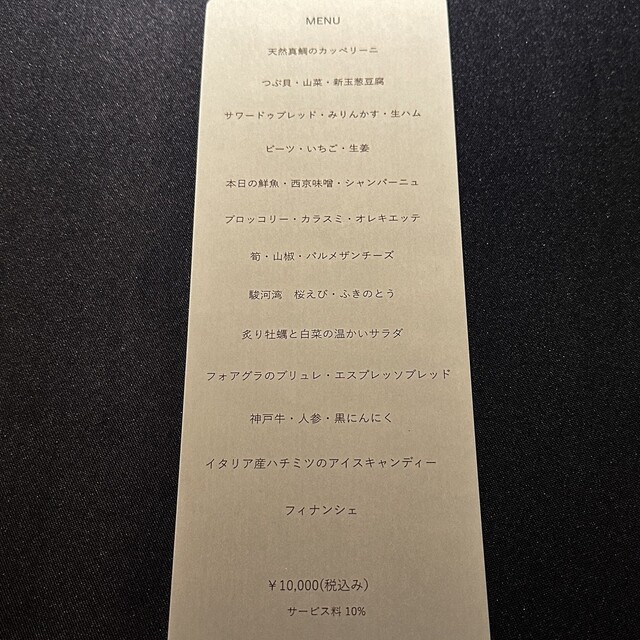 MENU
天然真鯛のカッペリーニ
つぶ貝・山菜・新玉葱豆腐
サワードゥブレッド・みりんかす・生ハム
ビーツ・いちご・生姜
本日の鮮魚・西京味噌・シャンパーニュ
ブロッコリー・カラスミ・オレキエッテ
筍・山椒・パルメザンチーズ
駿河湾　桜えび・ふきのとう
炙り牡蠣と白菜の温かいサラダ
フォアグラのブリュレ・エスプレッソブレッド
神戸牛・人参・黒にんにく
イタリア産ハチミツのアイスキャンディー
フィナンシェ
￥10,000(税込み)
サービス料 10%